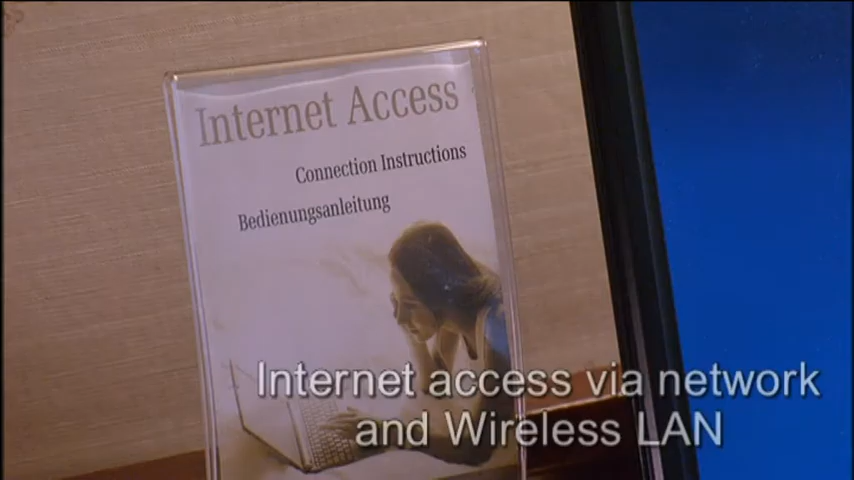 Internet Access
Connection Instructions
Bedienungsanleitung
Internet access via network
and Wireless LAN